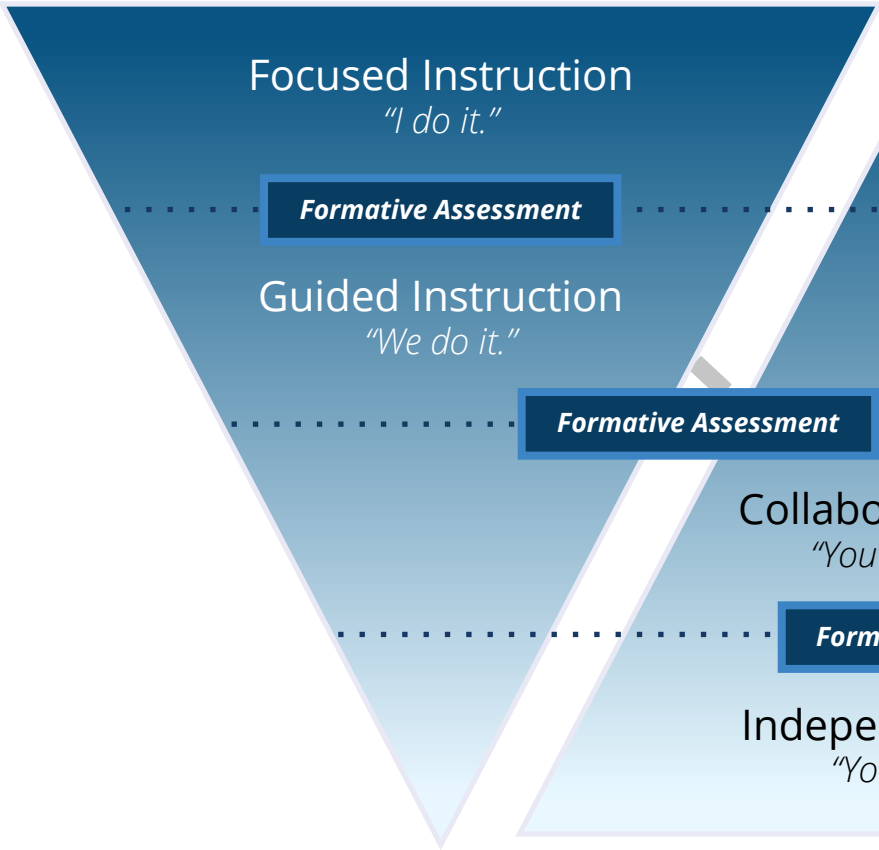 Focused Instruction
“I do it.”
Formative Assessment
Guided Instruction
“We do it.”
Formative Assessment
Collabo
“You
Form
Indepe
“Yo